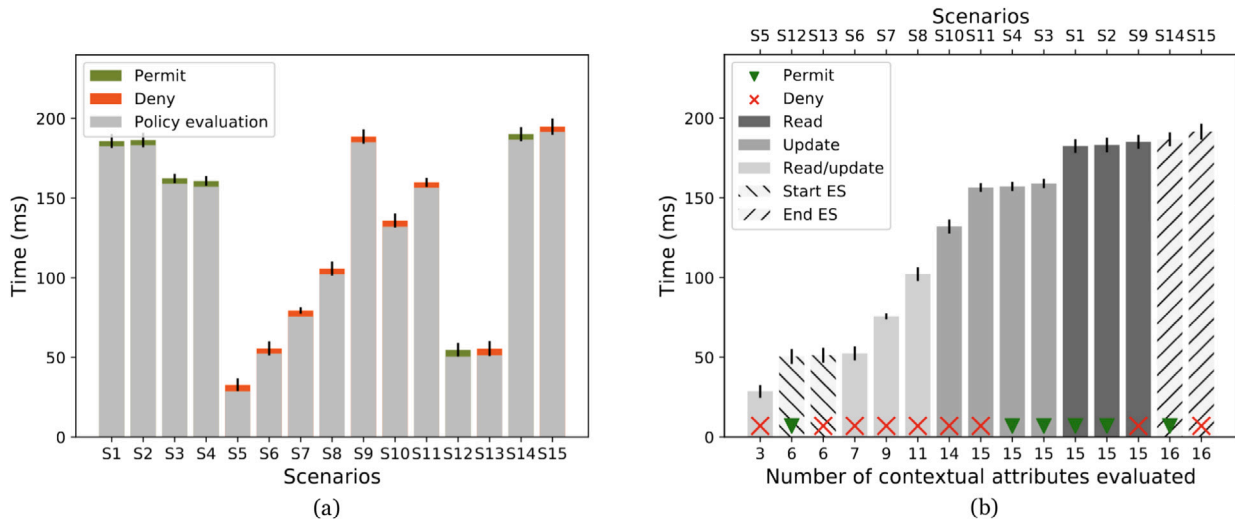 Permit
Deny
Policy evaluation
Time (ms)
200
150
100
50
0
S1 S2 S3 S4 S5 S6 S7 S8 S9 S10 S11 S12 S13 S14 S15
Scenarios
(a)
Scenarios
S5 S12 S13 S6 S7 S8 S10 S11 S4 S3 S1 S2 S9 S14 S15
Permit
Deny
Read
Update
Read/update
Start ES
End ES
Time (ms)
200
150
100
50
0
3 6 6 7 9 11 14 15 15 15 15 15 15 16 16
Number of contextual attributes evaluated
(b)